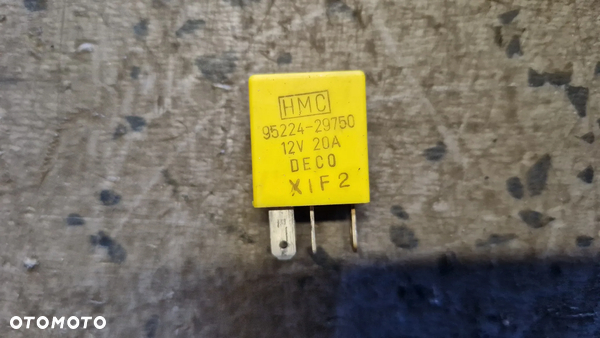 HMC
95224-29750
12V 20A
DECO
XIF2
OTOMOTO